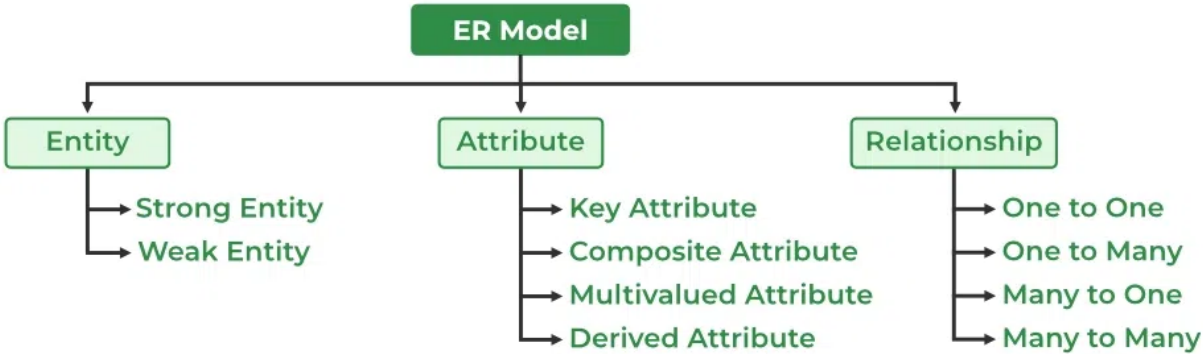 ER Model
Entity
Attribute
Relationship
Strong Entity
Weak Entity
Key Attribute
Composite Attribute
Multivalued Attribute
Derived Attribute
One to One
One to Many
Many to One
Many to Many